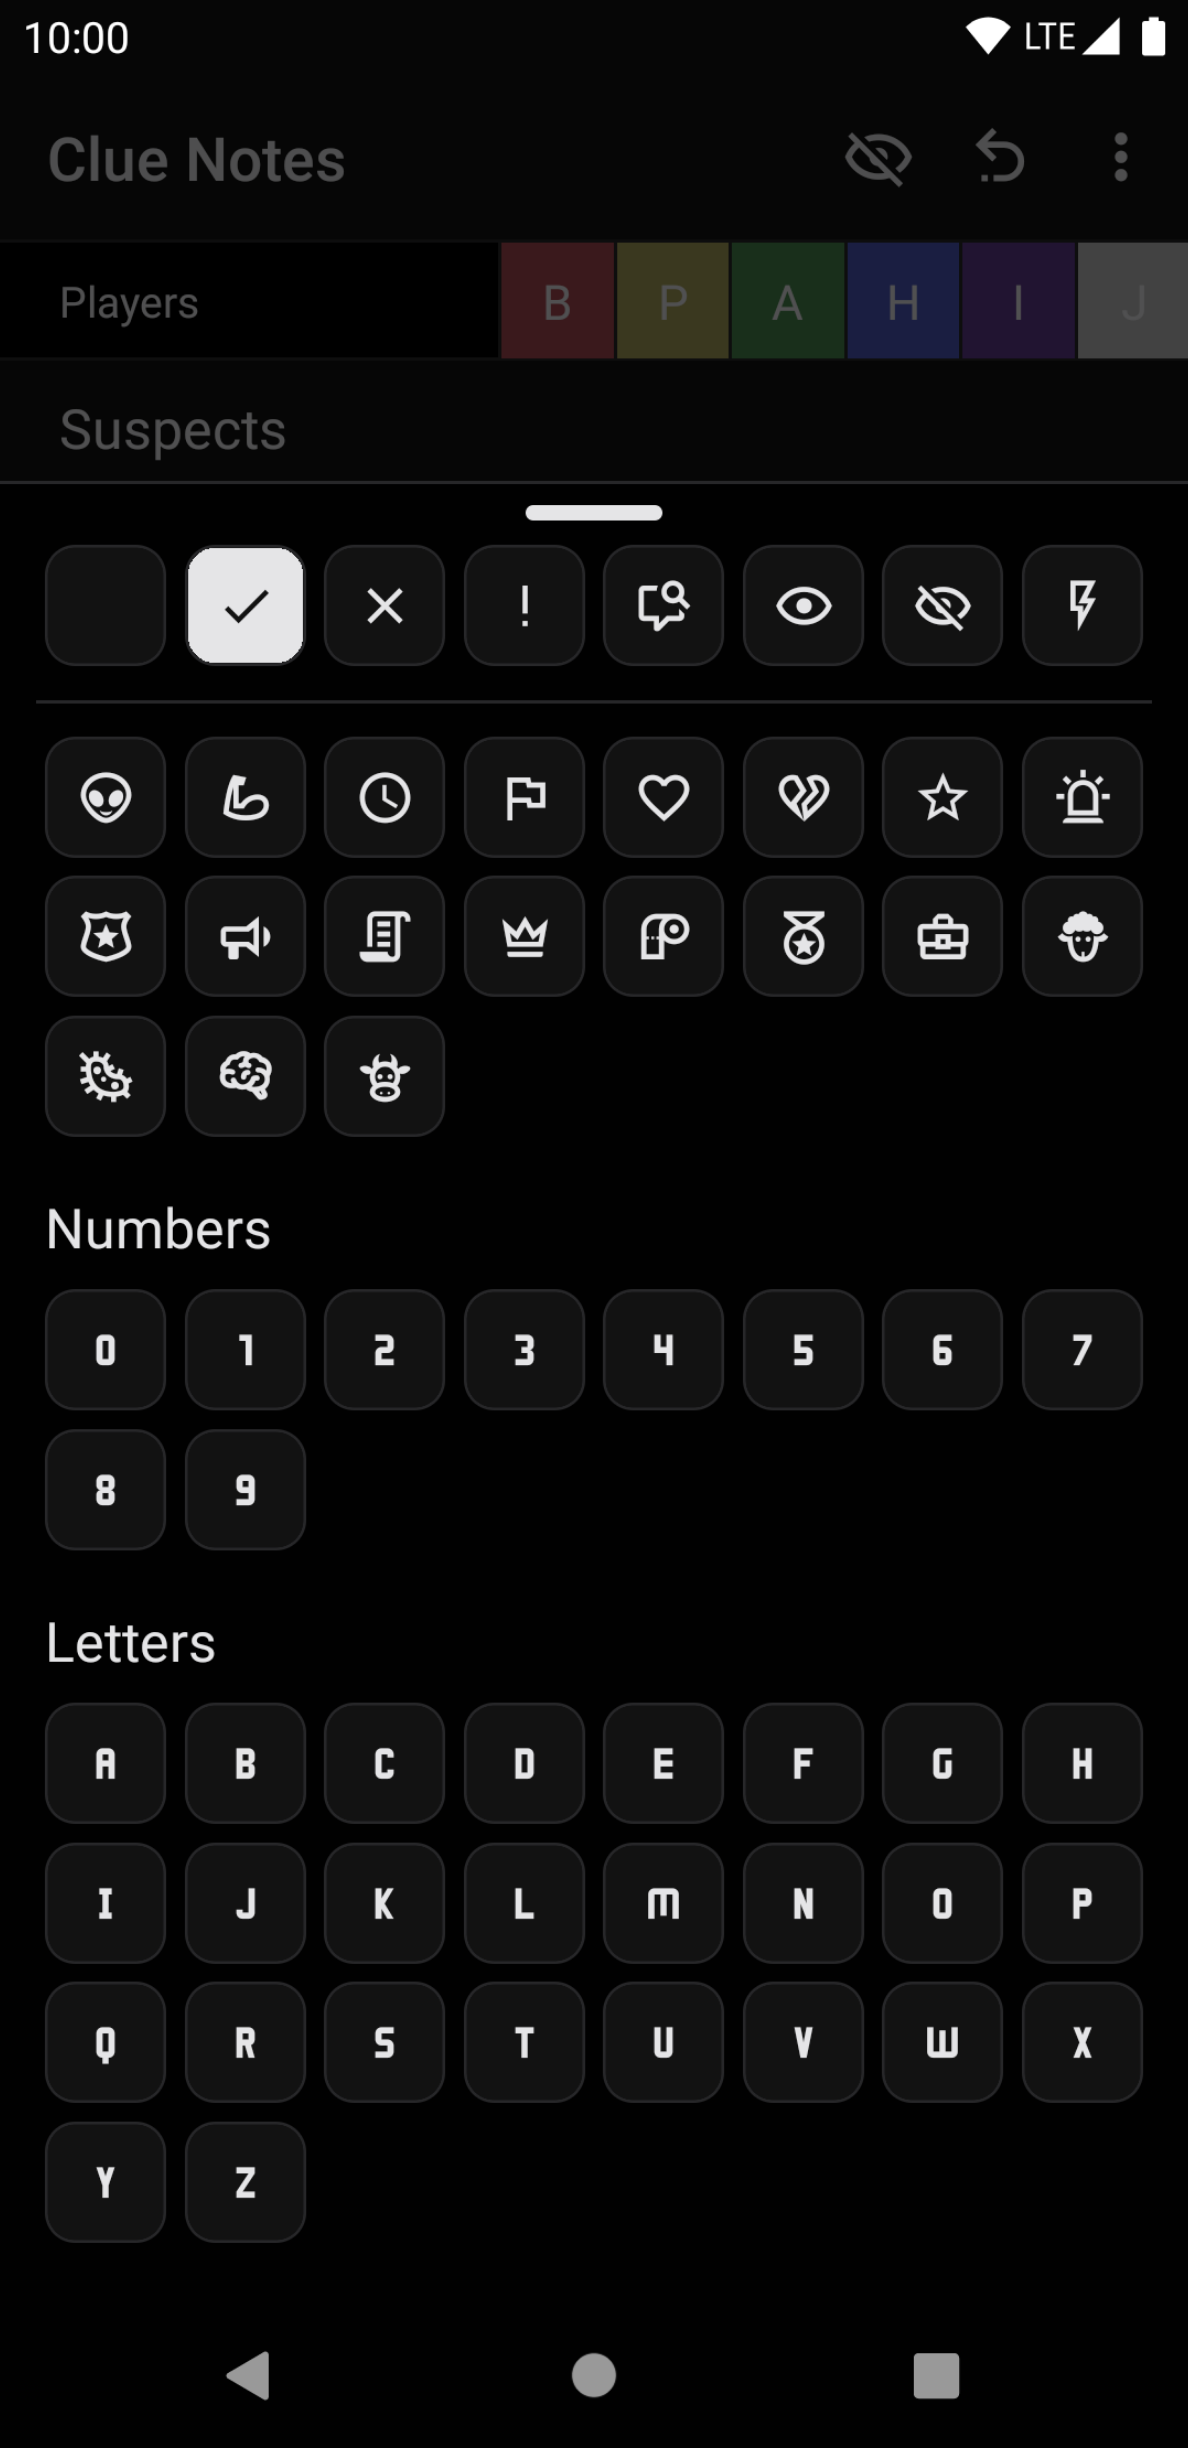 10:00 LTE
Clue Notes
Players B P A H I J
Suspects
!
Numbers
0 1 2 3 4 5 6 7
8 9
Letters
A B C D E F G H
I J K L M N O P
Q R S T U V W X
Y Z